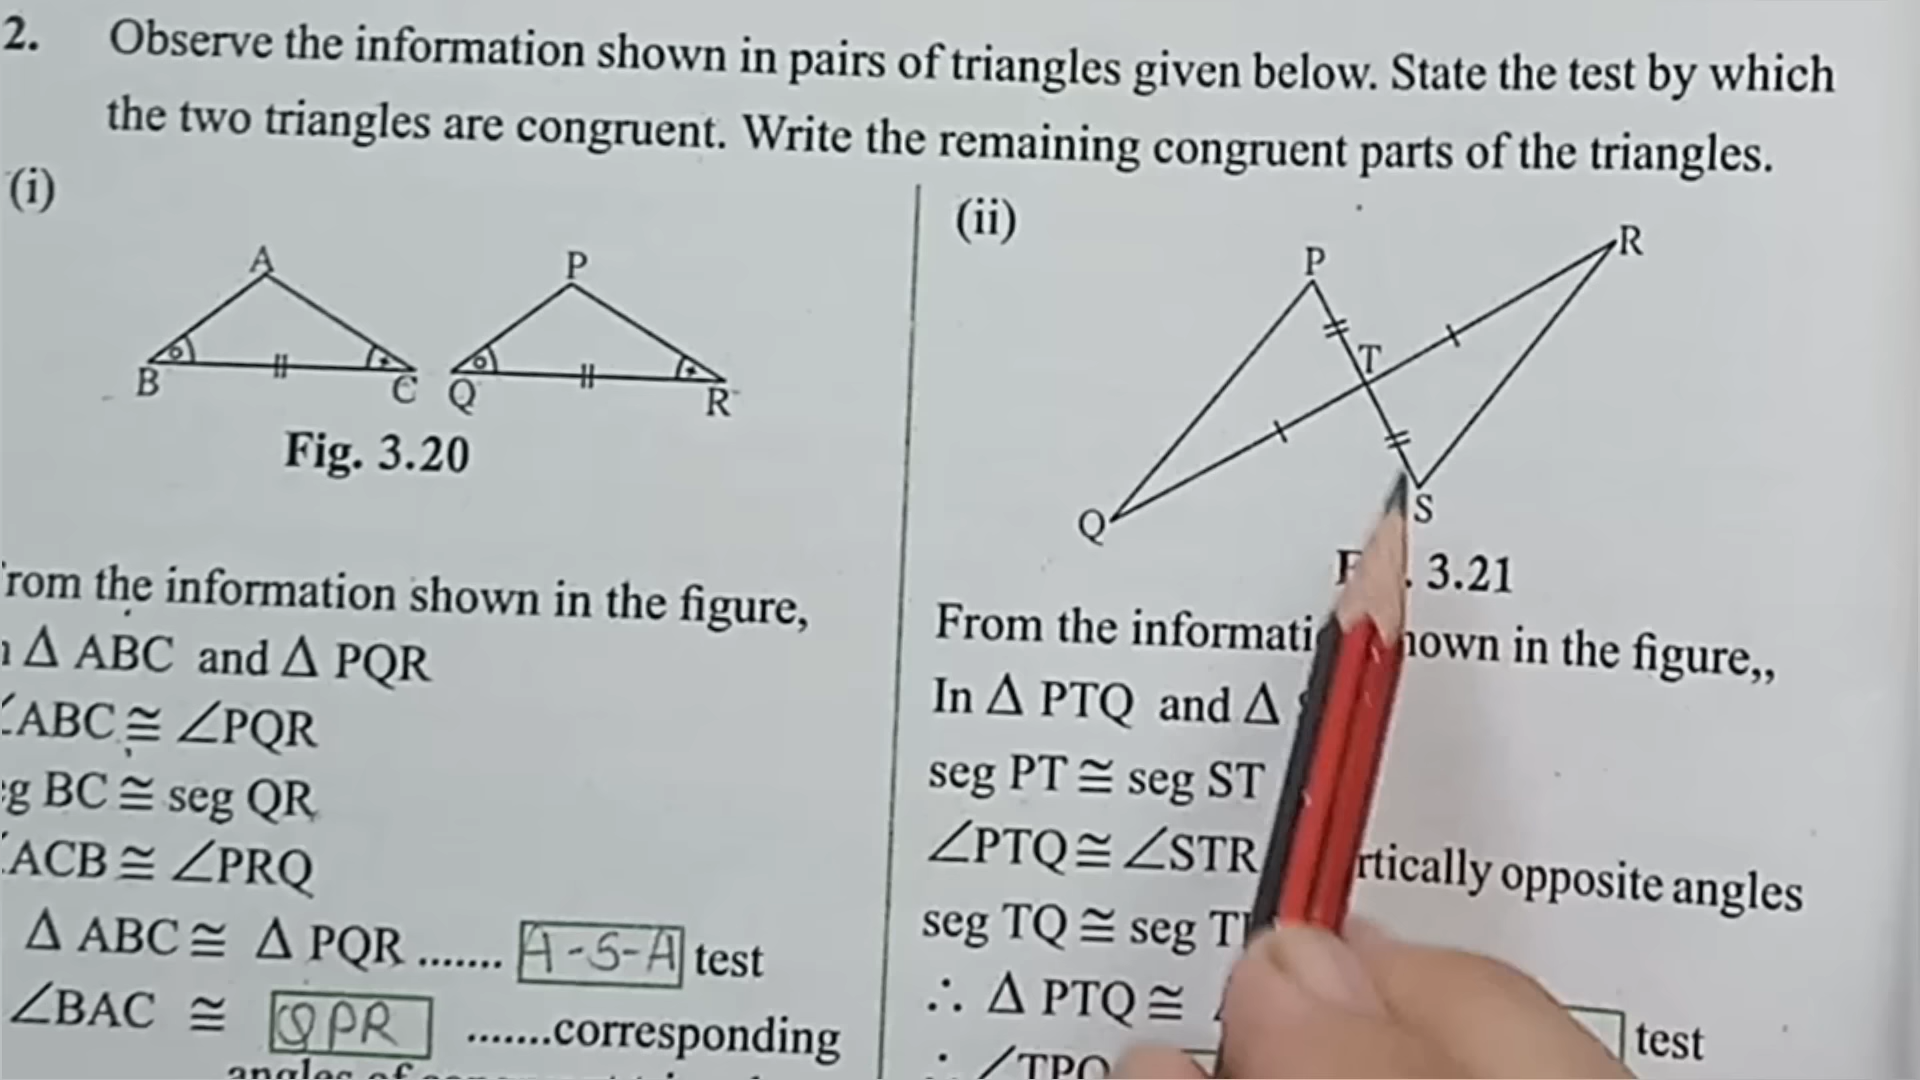 2. Observe the information shown in pairs of triangles given below. State the test by which
the two triangles are congruent. Write the remaining congruent parts of the triangles.
(i)
A
B
C
P
Q
R
Fig. 3.20
rom the information shown in the figure,
Δ ABC and Δ PQR
∠ABC ≅ ∠PQR
g BC ≅ seg QR
ACB ≅ ∠PRQ
Δ ABC ≅ Δ PQR ....... A-S-A test
∠BAC ≅ QPR .......corresponding
(ii)
P
R
T
Q
S
3.21
From the informati hown in the figure,,
In Δ PTQ and Δ
seg PT ≅ seg ST
∠PTQ ≅ ∠STR rtically opposite angles
seg TQ ≅ seg T
∴ Δ PTQ ≅ test
∴ ∠TPQ